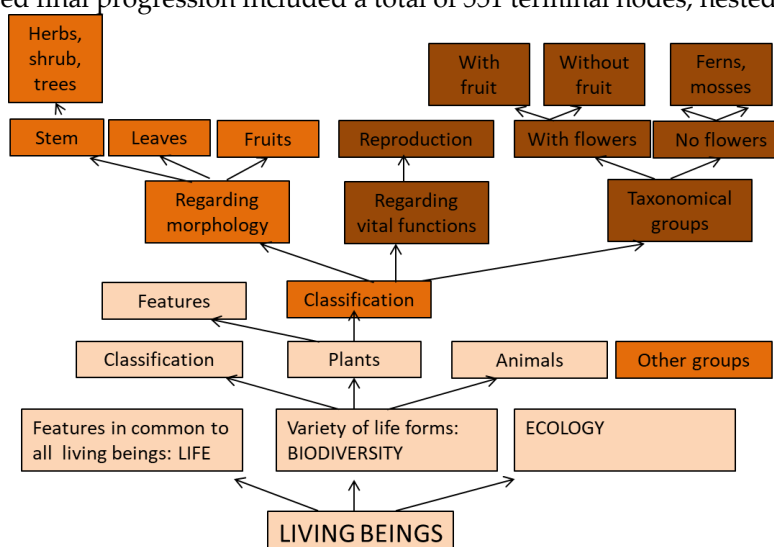 ed final progression included a total of 351 terminal nodes, nested
Herbs,
shrub,
trees
With
fruit
Without
fruit
Ferns,
mosses
Stem
Leaves
Fruits
Reproduction
With flowers
No flowers
Regarding
morphology
Regarding
vital functions
Taxonomical
groups
Features
Classification
Classification
Plants
Animals
Other groups
Features in common to
all living beings: LIFE
Variety of life forms:
BIODIVERSITY
ECOLOGY
LIVING BEINGS